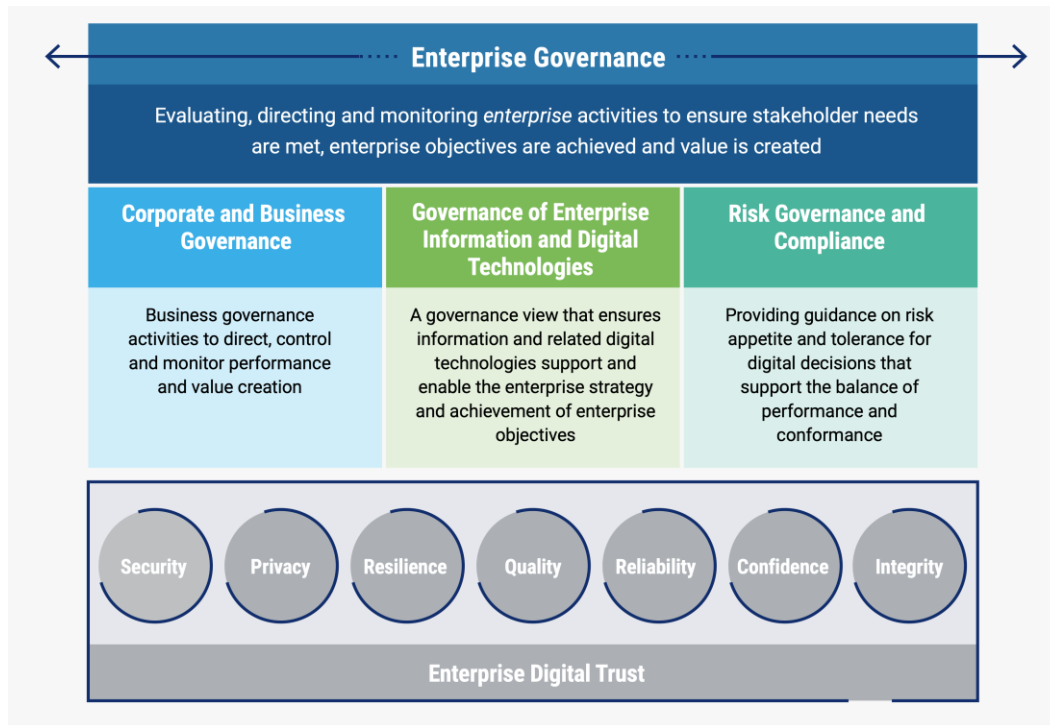 Enterprise Governance
Evaluating, directing and monitoring enterprise activities to ensure stakeholder needs
are met, enterprise objectives are achieved and value is created
Corporate and Business
Governance
Business governance
activities to direct, control
and monitor performance
and value creation
Governance of Enterprise
Information and Digital
Technologies
A governance view that ensures
information and related digital
technologies support and
enable the enterprise strategy
and achievement of enterprise
objectives
Risk Governance and
Compliance
Providing guidance on risk
appetite and tolerance for
digital decisions that
support the balance of
performance and
conformance
Security
Privacy
Resilience
Quality
Reliability
Confidence
Integrity
Enterprise Digital Trust